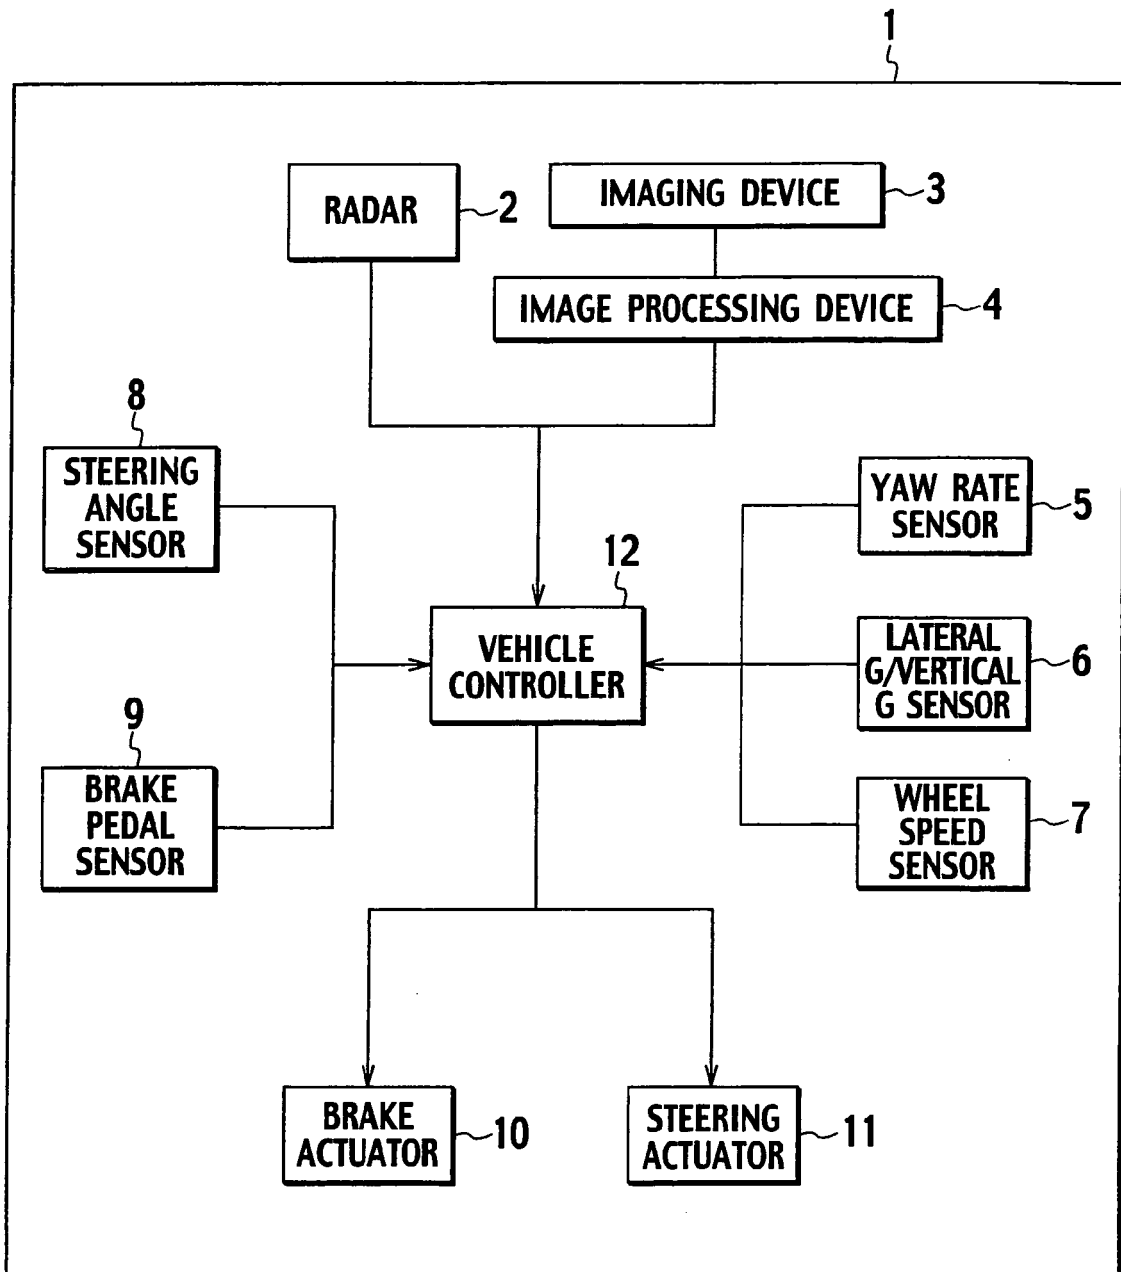 1
RADAR
2
IMAGING DEVICE
3
IMAGE PROCESSING DEVICE
4
8
STEERING
ANGLE
SENSOR
YAW RATE
SENSOR
5
12
VEHICLE
CONTROLLER
LATERAL
G/VERTICAL
G SENSOR
6
9
BRAKE
PEDAL
SENSOR
WHEEL
SPEED
SENSOR
7
BRAKE
ACTUATOR
10
STEERING
ACTUATOR
11